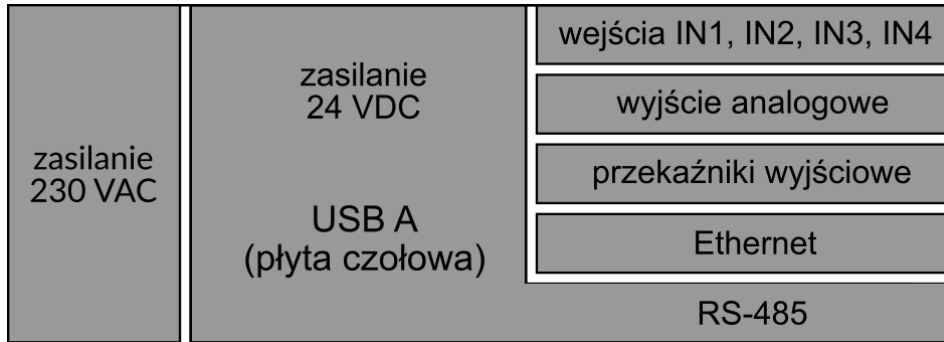 zasilanie
230 VAC
zasilanie
24 VDC
USB A
(płyta czołowa)
wejścia IN1, IN2, IN3, IN4
wyjście analogowe
przekaźniki wyjściowe
Ethernet
RS-485